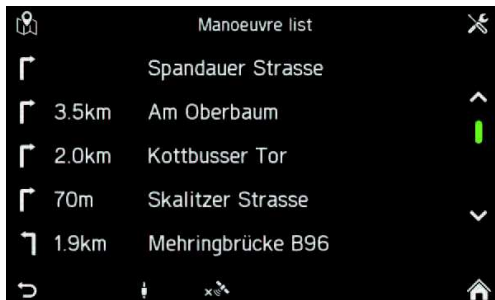 Manoeuvre list
Spandauer Strasse
3.5km Am Oberbaum
2.0km Kottbusser Tor
70m Skalitzer Strasse
1.9km Mehringbrücke B96